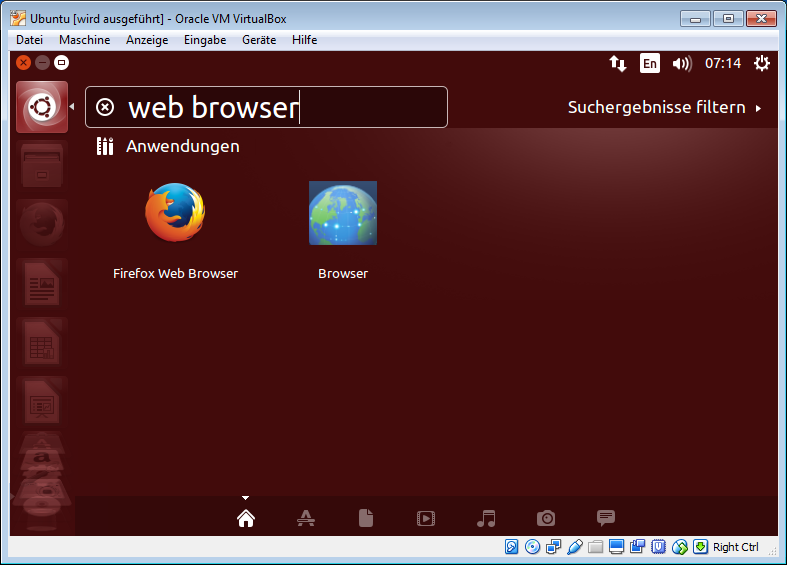 Ubuntu [wird ausgeführt] - Oracle VM VirtualBox
Datei Maschine Anzeige Eingabe Geräte Hilfe
En 07:14
web browser
Suchergebnisse filtern
Anwendungen
Firefox Web Browser Browser
Right Ctrl